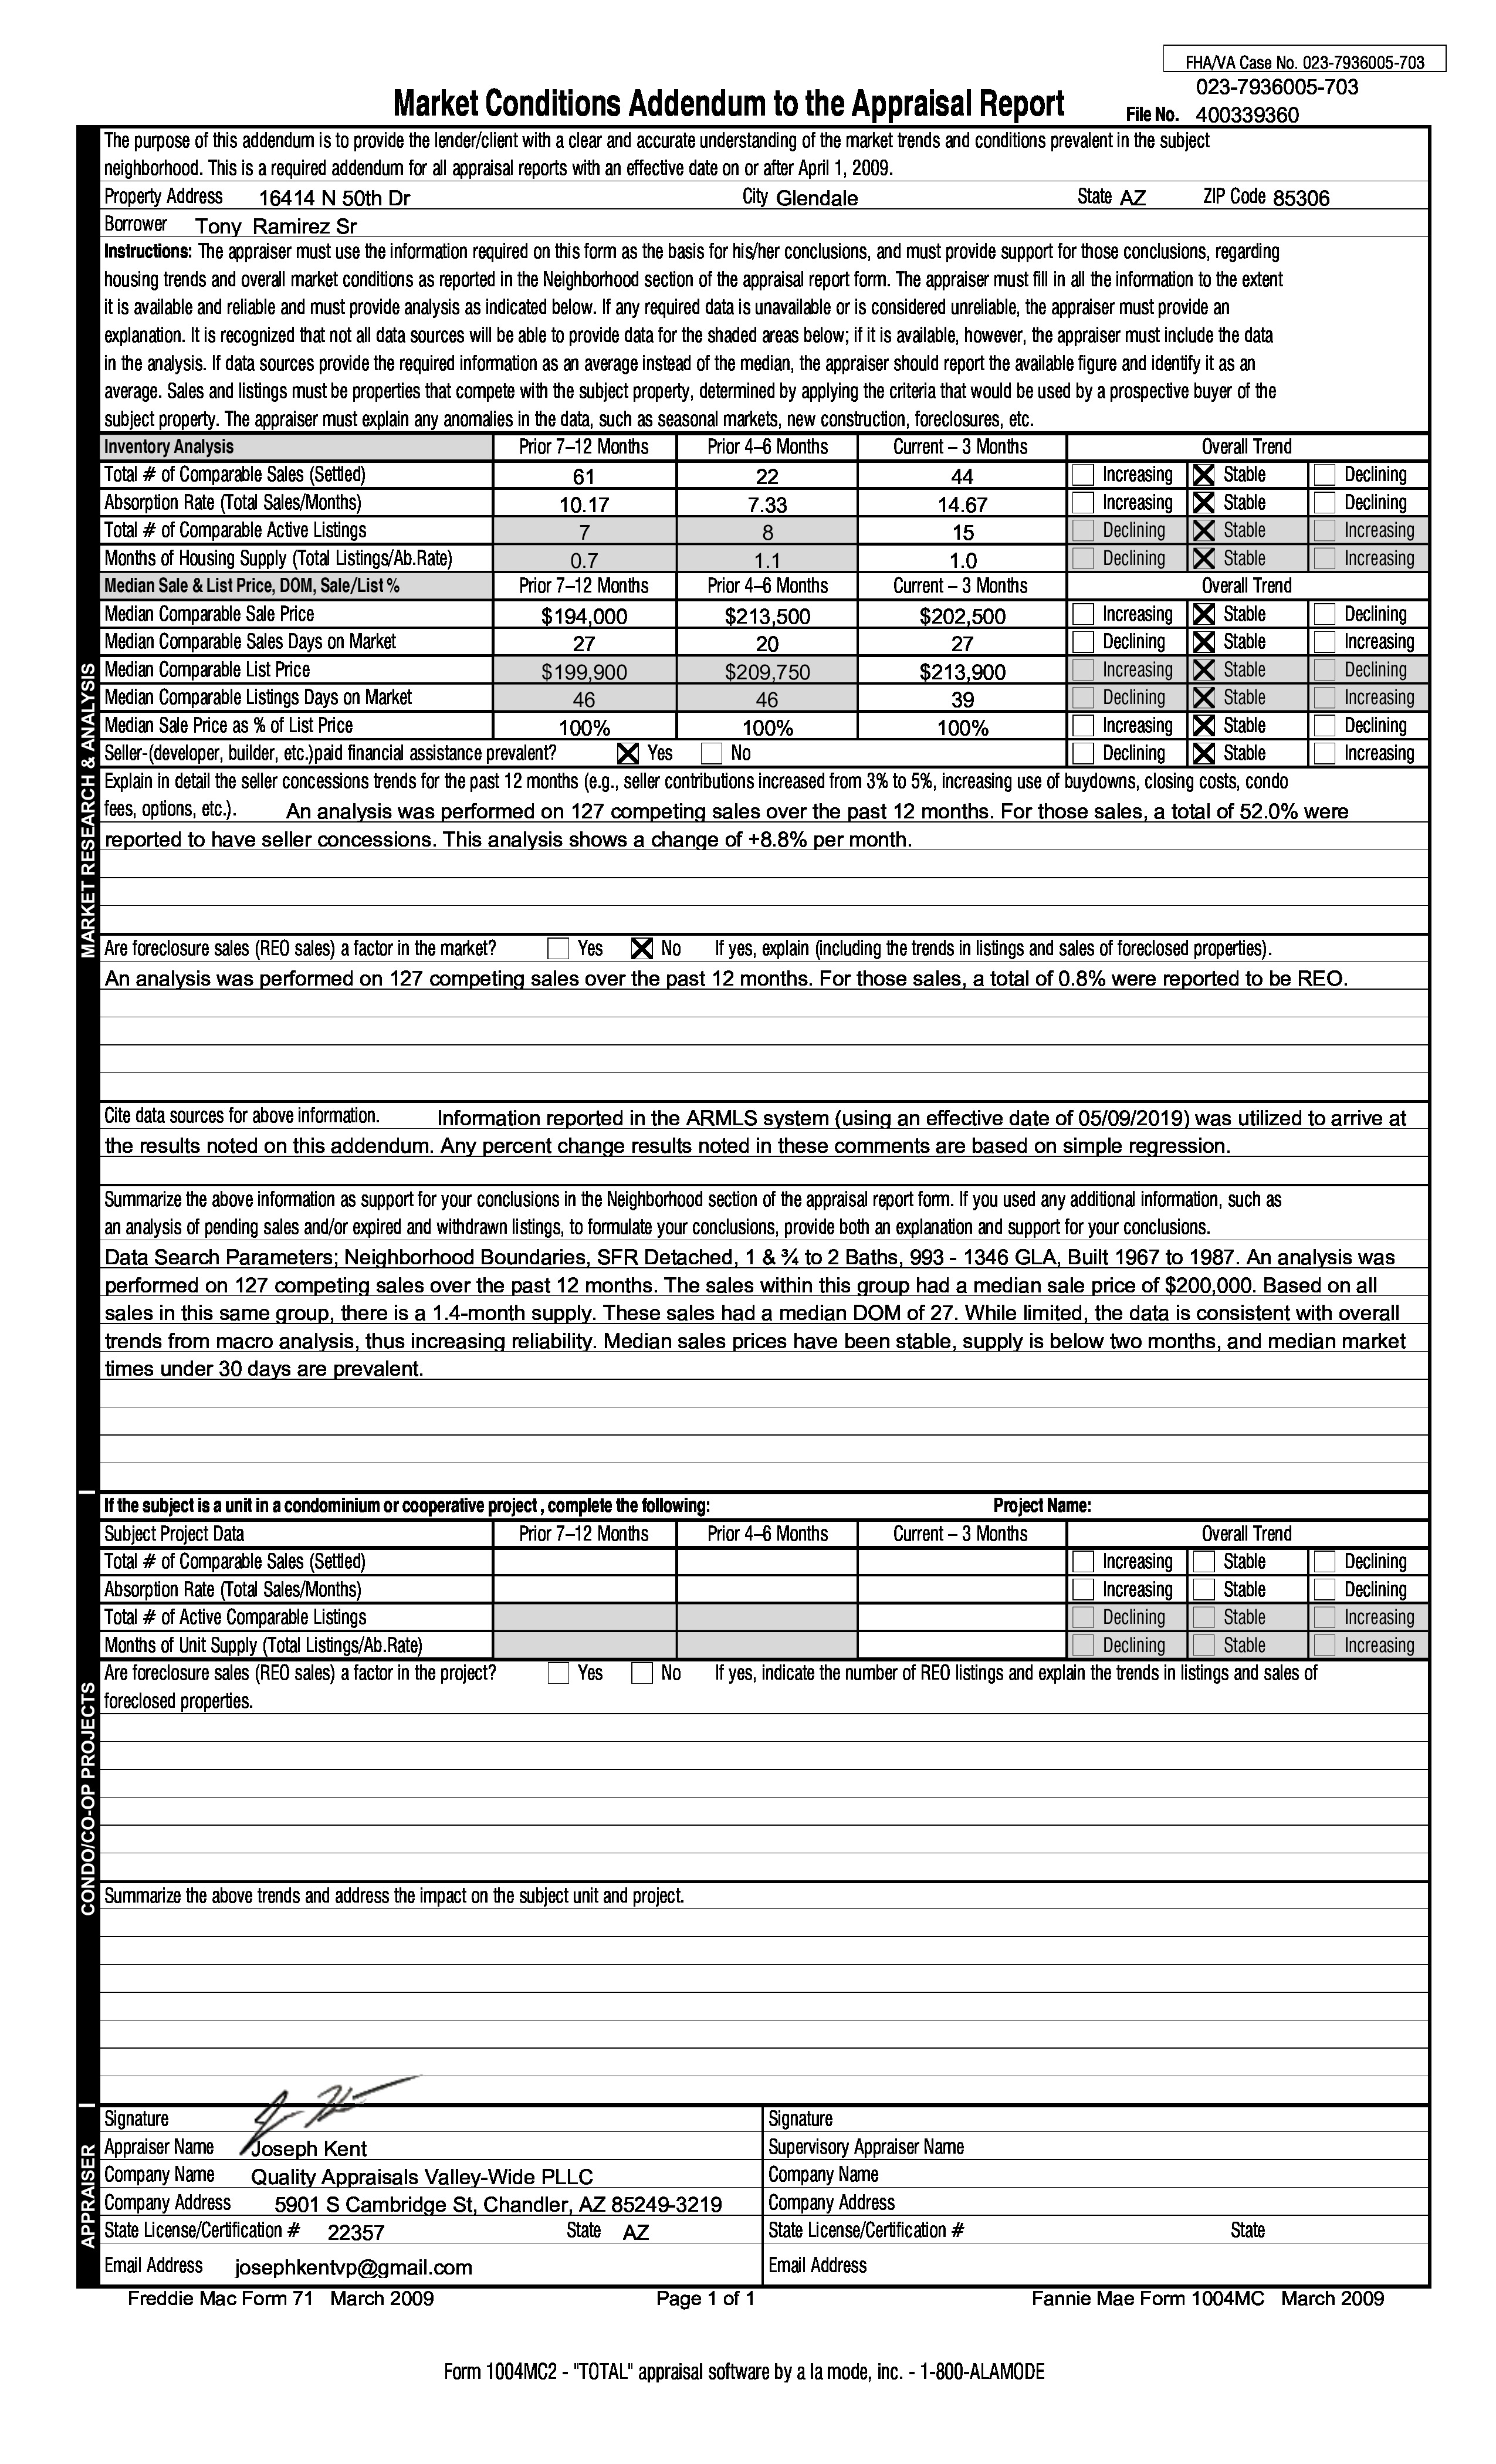 FHA/VA Case No. 023-7936005-703
023-7936005-703
Market Conditions Addendum to the Appraisal Report File No. 400339360
The purpose of this addendum is to provide the lender/client with a clear and accurate understanding of the market trends and conditions prevalent in the subject
neighborhood. This is a required addendum for all appraisal reports with an effective date on or after April 1, 2009.
Property Address 16414 N 50th Dr City Glendale State AZ ZIP Code 85306
Borrower Tony Ramirez Sr
Instructions: The appraiser must use the information required on this form as the basis for his/her conclusions, and must provide support for those conclusions, regarding
housing trends and overall market conditions as reported in the Neighborhood section of the appraisal report form. The appraiser must fill in all the information to the extent
it is available and reliable and must provide analysis as indicated below. If any required data is unavailable or is considered unreliable, the appraiser must provide an
explanation. It is recognized that not all data sources will be able to provide data for the shaded areas below; if it is available, however, the appraiser must include the data
in the analysis. If data sources provide the required information as an average instead of the median, the appraiser should report the available figure and identify it as an
average. Sales and listings must be properties that compete with the subject property, determined by applying the criteria that would be used by a prospective buyer of the
subject property. The appraiser must explain any anomalies in the data, such as seasonal markets, new construction, foreclosures, etc.
MARKET RESEARCH & ANALYSIS
Inventory Analysis Prior 7–12 Months Prior 4–6 Months Current – 3 Months Overall Trend
Total # of Comparable Sales (Settled) 61 22 44 Increasing Stable Declining
Absorption Rate (Total Sales/Months) 10.17 7.33 14.67 Increasing Stable Declining
Total # of Comparable Active Listings 7 8 15 Declining Stable Increasing
Months of Housing Supply (Total Listings/Ab.Rate) 0.7 1.1 1.0 Declining Stable Increasing
Median Sale & List Price, DOM, Sale/List % Prior 7–12 Months Prior 4–6 Months Current – 3 Months Overall Trend
Median Comparable Sale Price $194,000 $213,500 $202,500 Increasing Stable Declining
Median Comparable Sales Days on Market 27 20 27 Declining Stable Increasing
Median Comparable List Price $199,900 $209,750 $213,900 Increasing Stable Declining
Median Comparable Listings Days on Market 46 46 39 Declining Stable Increasing
Median Sale Price as % of List Price 100% 100% 100% Increasing Stable Declining
Seller-(developer, builder, etc.)paid financial assistance prevalent? Yes No Declining Stable Increasing
Explain in detail the seller concessions trends for the past 12 months (e.g., seller contributions increased from 3% to 5%, increasing use of buydowns, closing costs, condo
fees, options, etc.). An analysis was performed on 127 competing sales over the past 12 months. For those sales, a total of 52.0% were
reported to have seller concessions. This analysis shows a change of +8.8% per month.
Are foreclosure sales (REO sales) a factor in the market? Yes No If yes, explain (including the trends in listings and sales of foreclosed properties).
An analysis was performed on 127 competing sales over the past 12 months. For those sales, a total of 0.8% were reported to be REO.
Cite data sources for above information. Information reported in the ARMLS system (using an effective date of 05/09/2019) was utilized to arrive at
the results noted on this addendum. Any percent change results noted in these comments are based on simple regression.
Summarize the above information as support for your conclusions in the Neighborhood section of the appraisal report form. If you used any additional information, such as
an analysis of pending sales and/or expired and withdrawn listings, to formulate your conclusions, provide both an explanation and support for your conclusions.
Data Search Parameters; Neighborhood Boundaries, SFR Detached, 1 & ¾ to 2 Baths, 993 - 1346 GLA, Built 1967 to 1987. An analysis was
performed on 127 competing sales over the past 12 months. The sales within this group had a median sale price of $200,000. Based on all
sales in this same group, there is a 1.4-month supply. These sales had a median DOM of 27. While limited, the data is consistent with overall
trends from macro analysis, thus increasing reliability. Median sales prices have been stable, supply is below two months, and median market
times under 30 days are prevalent.
CONDO/CO-OP PROJECTS
If the subject is a unit in a condominium or cooperative project , complete the following: Project Name:
Subject Project Data Prior 7–12 Months Prior 4–6 Months Current – 3 Months Overall Trend
Total # of Comparable Sales (Settled) Increasing Stable Declining
Absorption Rate (Total Sales/Months) Increasing Stable Declining
Total # of Active Comparable Listings Declining Stable Increasing
Months of Unit Supply (Total Listings/Ab.Rate) Declining Stable Increasing
Are foreclosure sales (REO sales) a factor in the project? Yes No If yes, indicate the number of REO listings and explain the trends in listings and sales of
foreclosed properties.
Summarize the above trends and address the impact on the subject unit and project.
APPRAISER
Signature Signature
Appraiser Name Joseph Kent Supervisory Appraiser Name
Company Name Quality Appraisals Valley-Wide PLLC Company Name
Company Address 5901 S Cambridge St, Chandler, AZ 85249-3219 Company Address
State License/Certification # 22357 State AZ State License/Certification # State
Email Address josephkentvp@gmail.com Email Address
Freddie Mac Form 71 March 2009 Page 1 of 1 Fannie Mae Form 1004MC March 2009
Form 1004MC2 - "TOTAL" appraisal software by a la mode, inc. - 1-800-ALAMODE